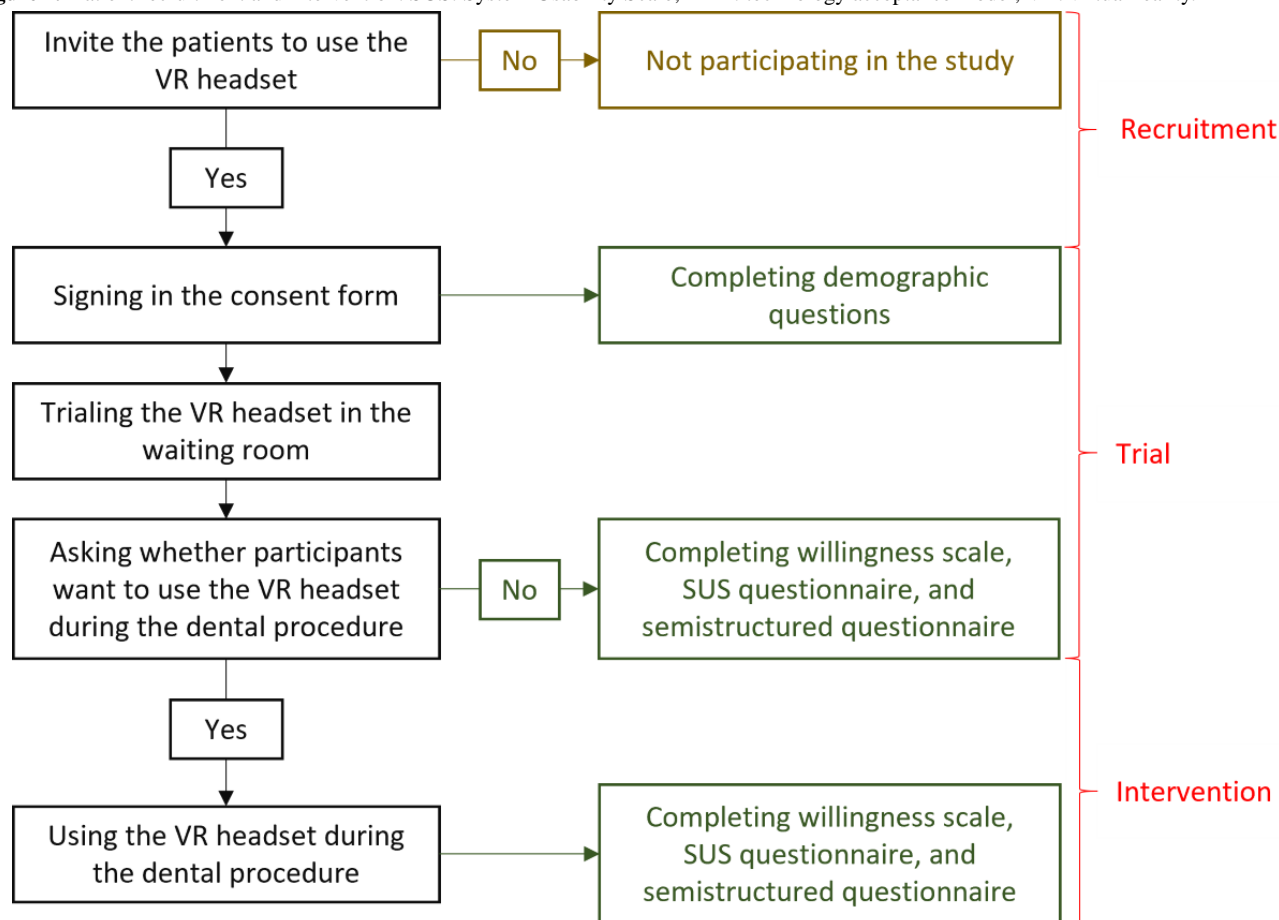 Invite the patients to use the
VR headset
No
Not participating in the study
Recruitment
Yes
Signing in the consent form
Completing demographic
questions
Trialing the VR headset in the
waiting room
Trial
Asking whether participants
want to use the VR headset
during the dental procedure
No
Completing willingness scale,
SUS questionnaire, and
semistructured questionnaire
Yes
Intervention
Using the VR headset during
the dental procedure
Completing willingness scale,
SUS questionnaire, and
semistructured questionnaire